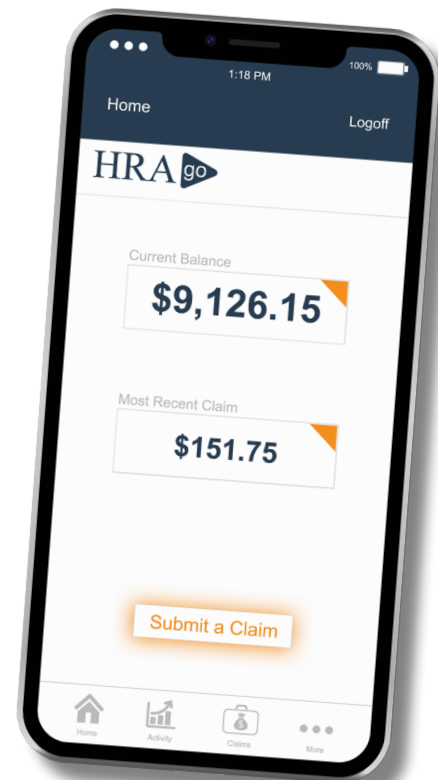 1:18 PM
100%
Home
Logoff
HRA go
Current Balance
$9,126.15
Most Recent Claim
$151.75
Submit a Claim
Home
Activity
Claims
More